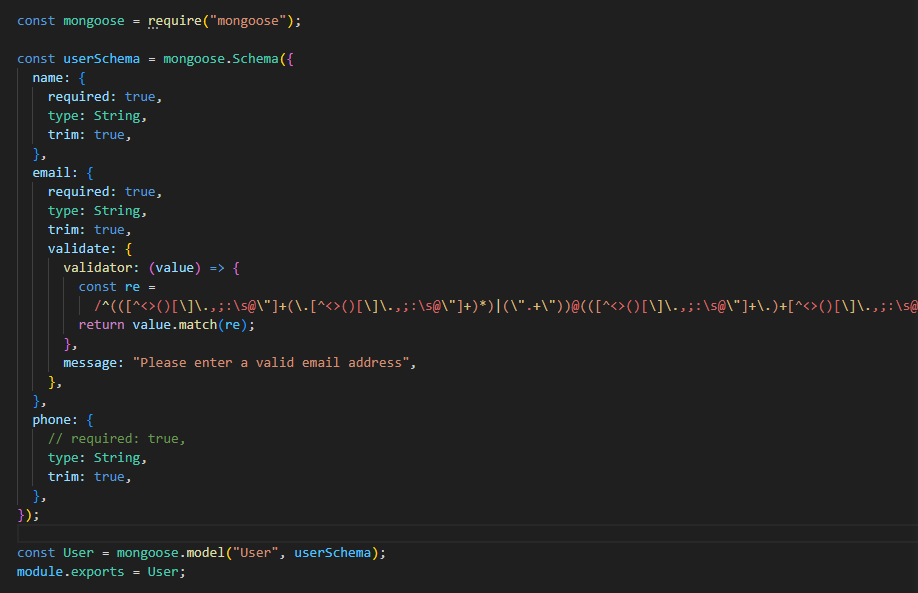 const mongoose = require("mongoose");
const userSchema = mongoose.Schema({
name: {
required: true,
type: String,
trim: true,
},
email: {
required: true,
type: String,
trim: true,
validate: {
validator: (value) => {
const re =
/^(([^<>()[\]\.,;:\s@\"]+(\.[^<>()[\]\.,;:\s@\"]+)*)|(\".+\"))@(([^<>()[\]\.,;:\s@\"]+\.)+[^<>()[\]\.,;:\s@
return value.match(re);
},
message: "Please enter a valid email address",
},
},
phone: {
// required: true,
type: String,
trim: true,
},
});
const User = mongoose.model("User", userSchema);
module.exports = User;